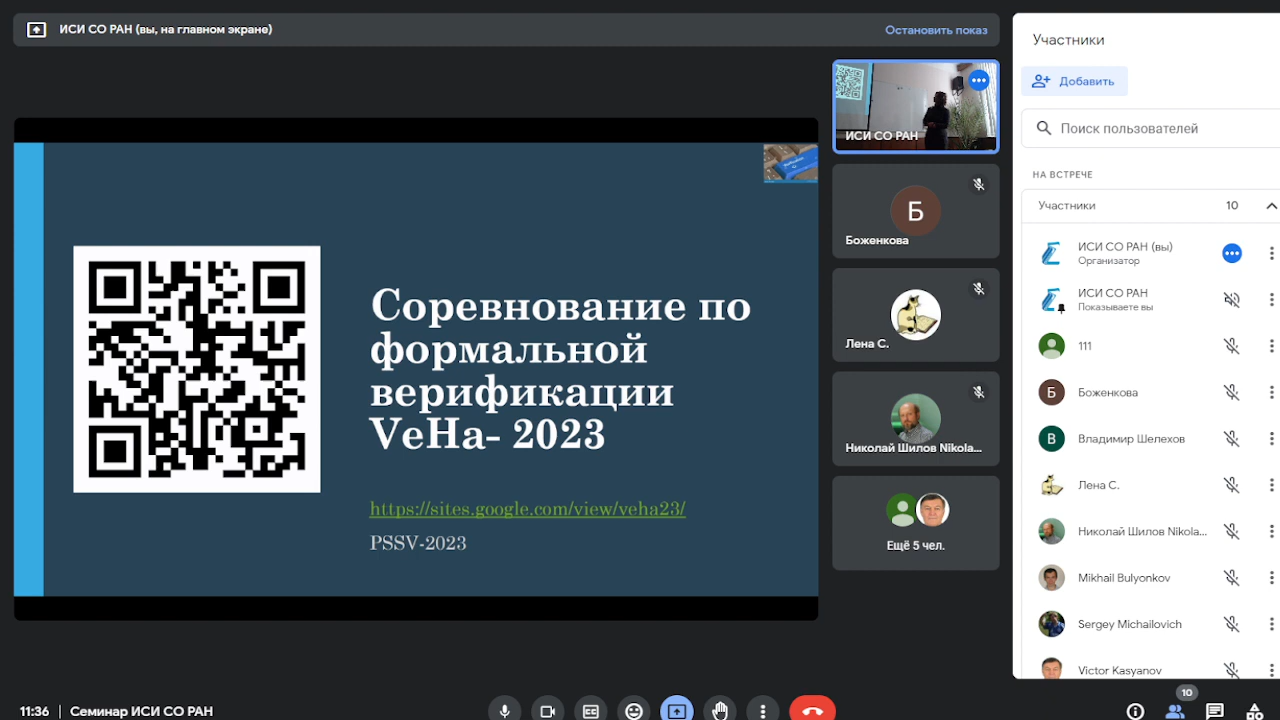 ИСИ СО РАН (вы, на главном экране)
Остановить показ
Соревнование по
формальной
верификации
VeHa- 2023
https://sites.google.com/view/veha23/
PSSV-2023
ИСИ СО РАН
Б
Боженкова
Лена С.
Николай Шилов Nikola...
Ещё 5 чел.
Участники
Добавить
Поиск пользователей
НА ВСТРЕЧЕ
Участники 10
ИСИ СО РАН (вы)
Организатор
ИСИ СО РАН
Показываете вы
111
Б Боженкова
В Владимир Шелехов
Лена С.
Николай Шилов Nikola...
Mikhail Bulyonkov
Sergey Michailovich
Victor Kasyanov
11:36 | Семинар ИСИ СО РАН
10